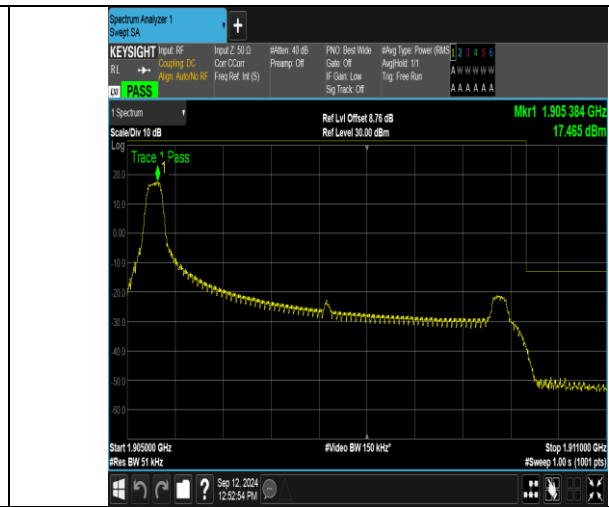 Spectrum Analyzer 1
Swept SA
+
KEYSIGHT Input: RF Input Z: 50 Ω #Atten: 40 dB PNO: Best Wide #Avg Type: Power (RMS 1 2 3 4 5 6
RL Coupling: DC Corr CCorr Preamp: Off Gate: Off Avg|Hold: 1/1 A W W W W W
Align: Auto/No RF Freq Ref: Int (S) IF Gain: Low Trig: Free Run
LXI PASS Sig Track: Off A A A A A A
1 Spectrum Ref Lvl Offset 8.76 dB Mkr1 1.905 384 GHz
Scale/Div 10 dB Ref Level 30.00 dBm 17.465 dBm
Log
Trace 1 Pass
1
20.0
10.0
0.00
-10.0
-20.0
-30.0
-40.0
-50.0
-60.0
Start 1.905000 GHz #Video BW 150 kHz* Stop 1.911000 GHz
#Res BW 51 kHz #Sweep 1.00 s (1001 pts)
? Sep 12, 2024
12:52:54 PM